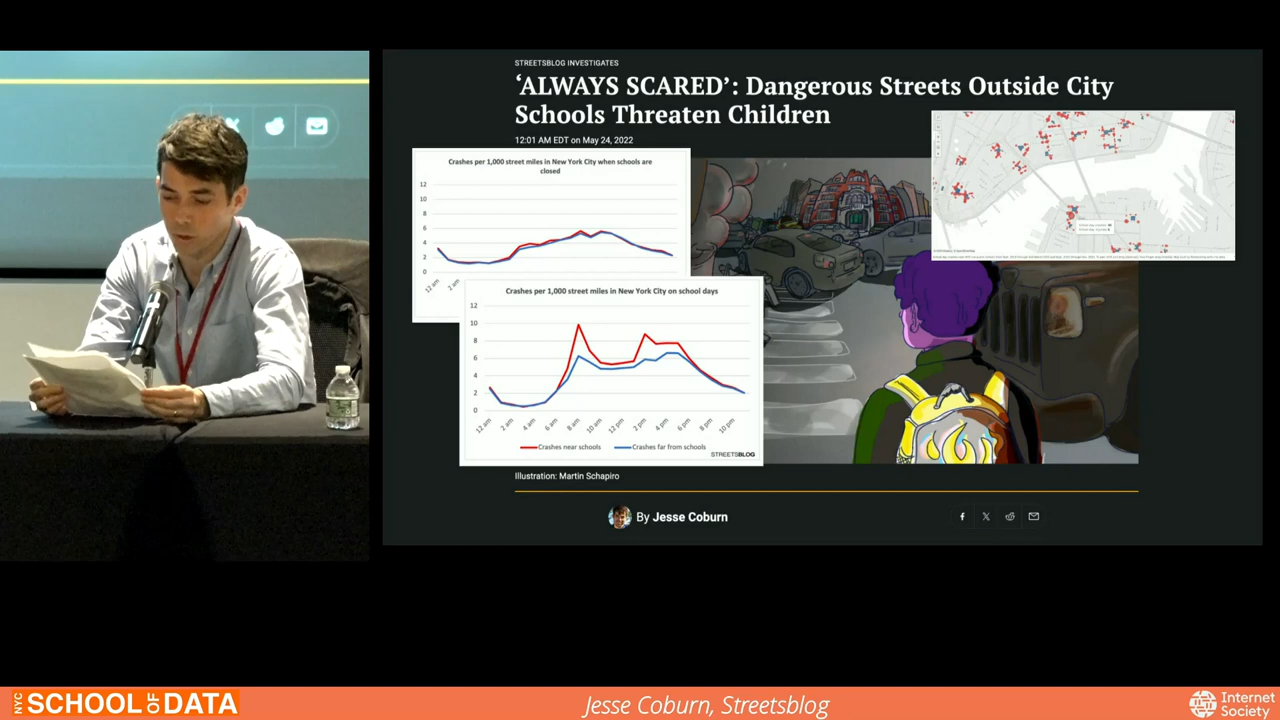 STREETSBLOG INVESTIGATES
‘ALWAYS SCARED’: Dangerous Streets Outside City
Schools Threaten Children
12:01 AM EDT on May 24, 2022
Crashes per 1,000 street miles in New York City when schools are
closed
12
10
8
6
4
2
0
12 am
2 am
Crashes per 1,000 street miles in New York City on school days
12
10
8
6
4
2
0
12 am
2 am
4 am
6 am
8 am
10 am
12 pm
2 pm
4 pm
6 pm
8 pm
10 pm
Crashes near schools
Crashes far from schools
STREETSBLOG
Illustration: Martin Schapiro
By Jesse Coburn
NYC SCHOOL OF DATA
Jesse Coburn, Streetsblog
Internet
Society